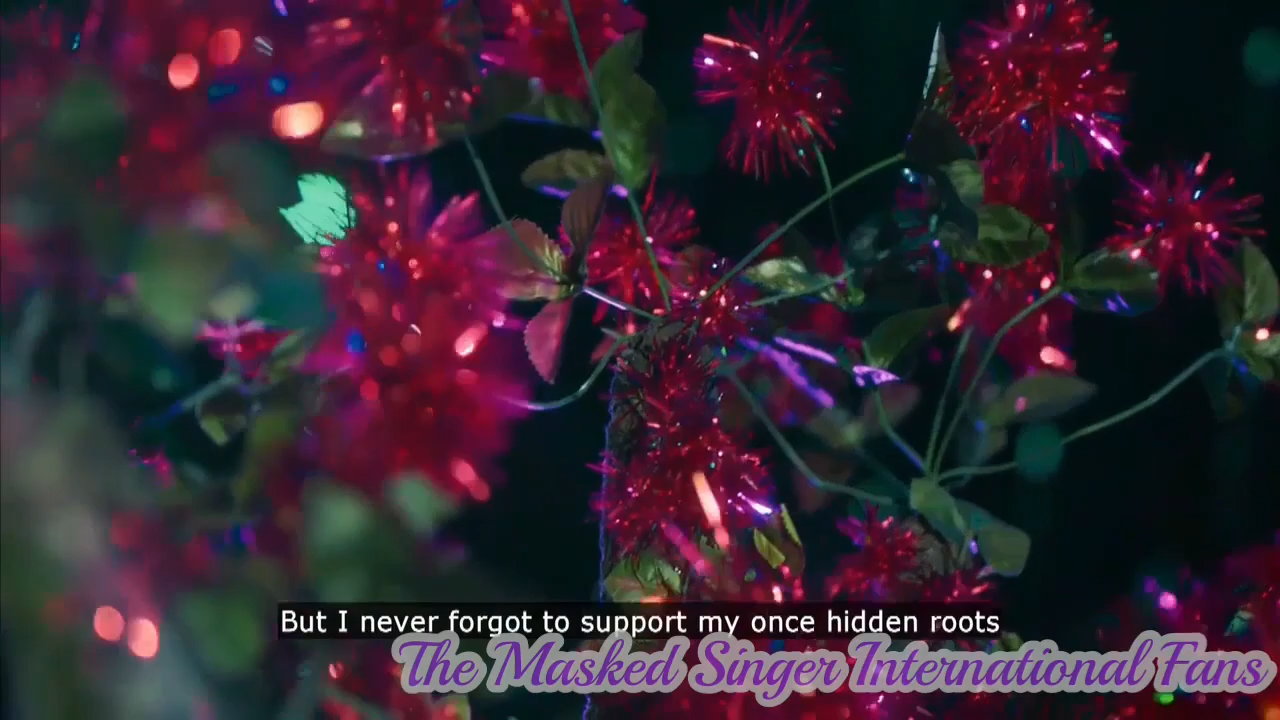 But I never forgot to support my once hidden roots
The Masked Singer International Fans